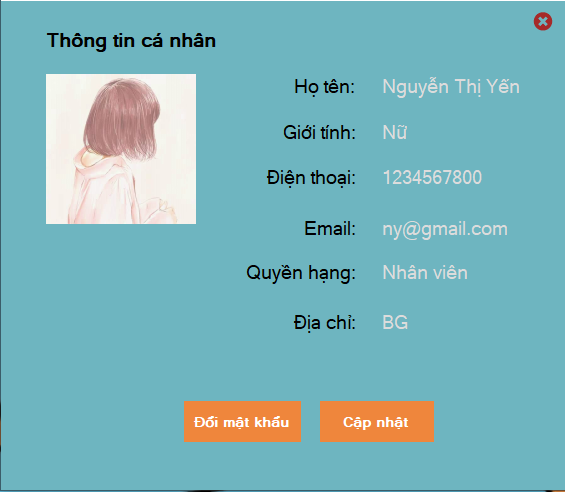 Thông tin cá nhân
Họ tên: Nguyễn Thị Yến
Giới tính: Nữ
Điện thoại: 1234567800
Email: ny@gmail.com
Quyền hạng: Nhân viên
Địa chỉ: BG
Đổi mật khẩu Cập nhật